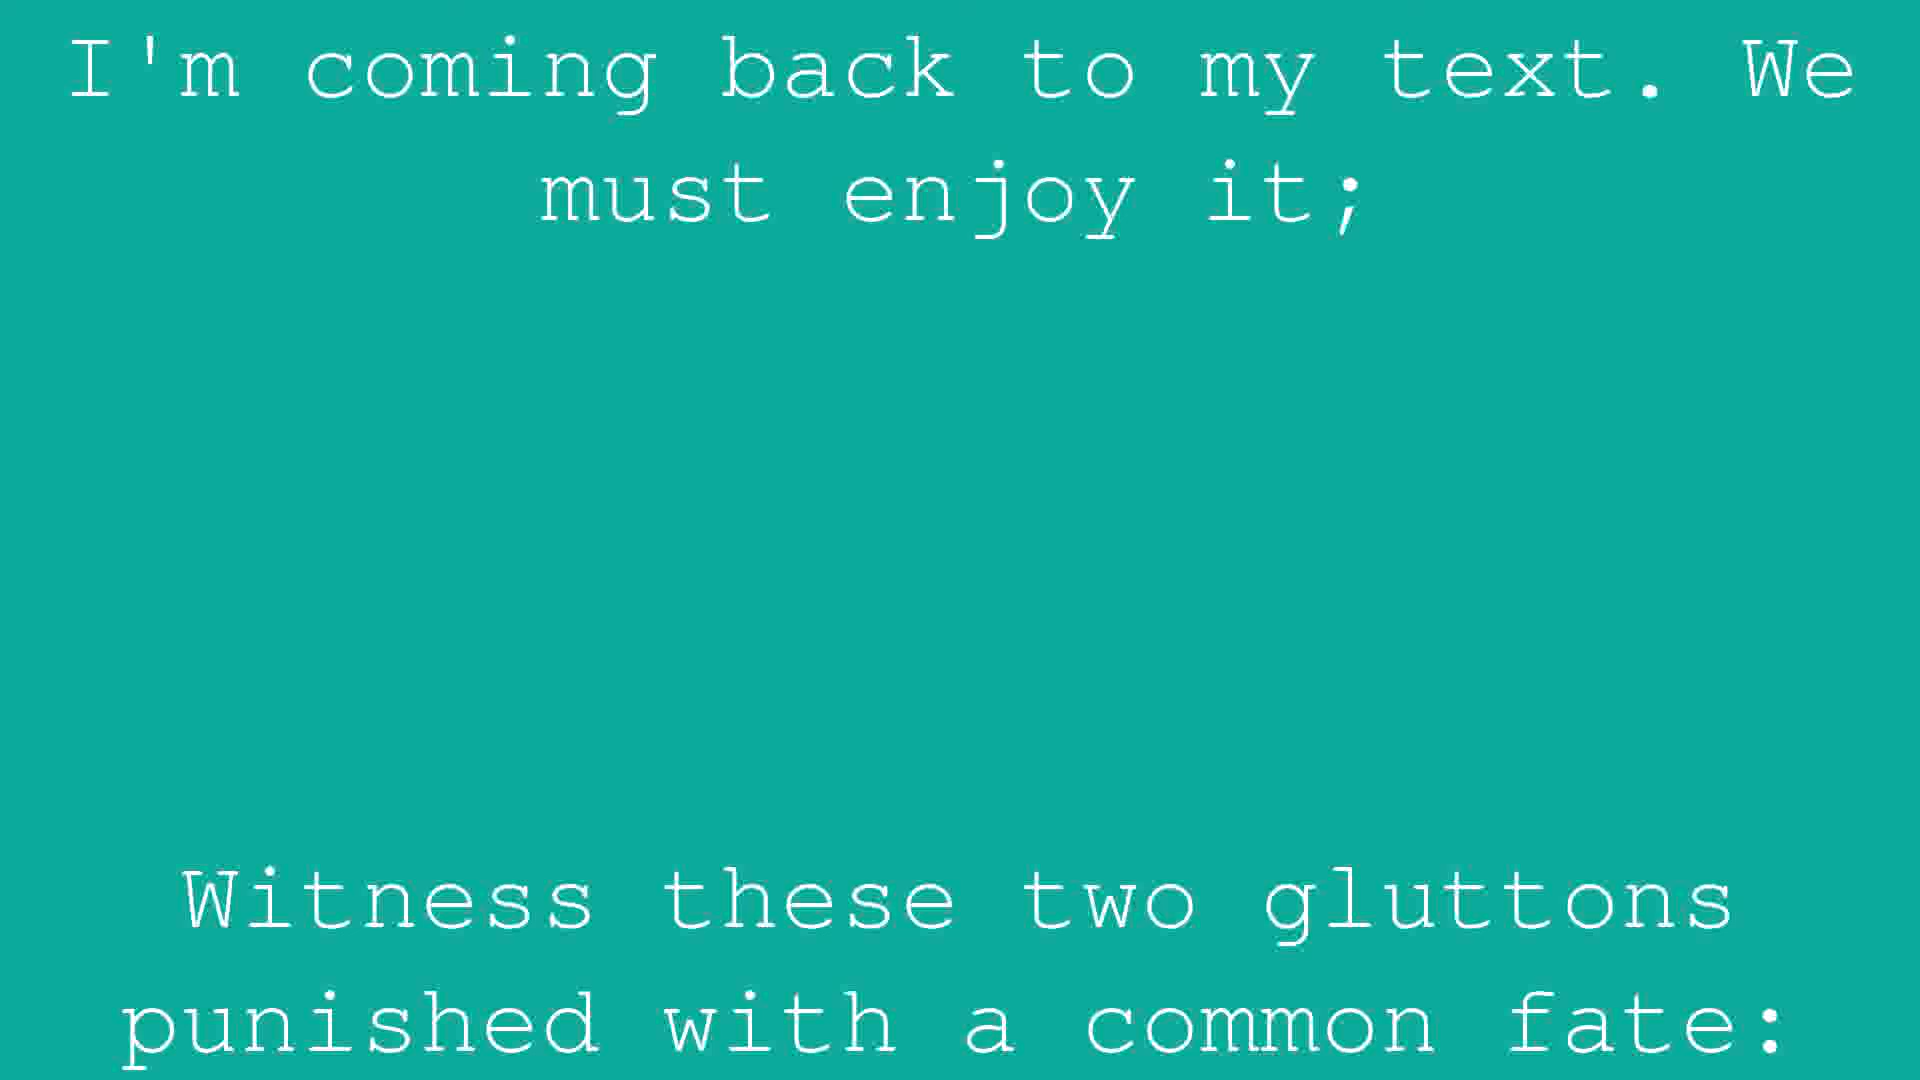 I'm coming back to my text. We
must enjoy it;
Witness these two gluttons
punished with a common fate: